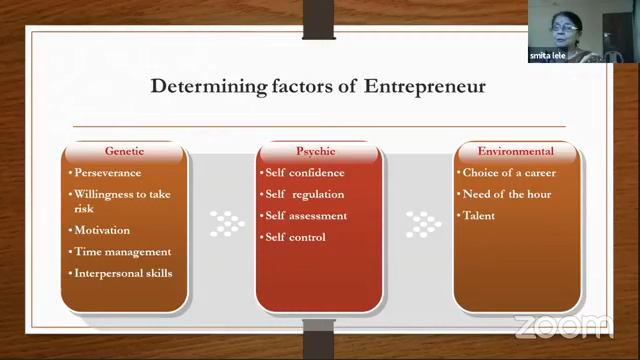 smita lele
Determining factors of Entrepreneur
Genetic
• Perseverance
• Willingness to take
risk
• Motivation
• Time management
• Interpersonal skills
Psychic
• Self confidence
• Self regulation
• Self assessment
• Self control
Environmental
• Choice of a career
• Need of the hour
• Talent
zoom